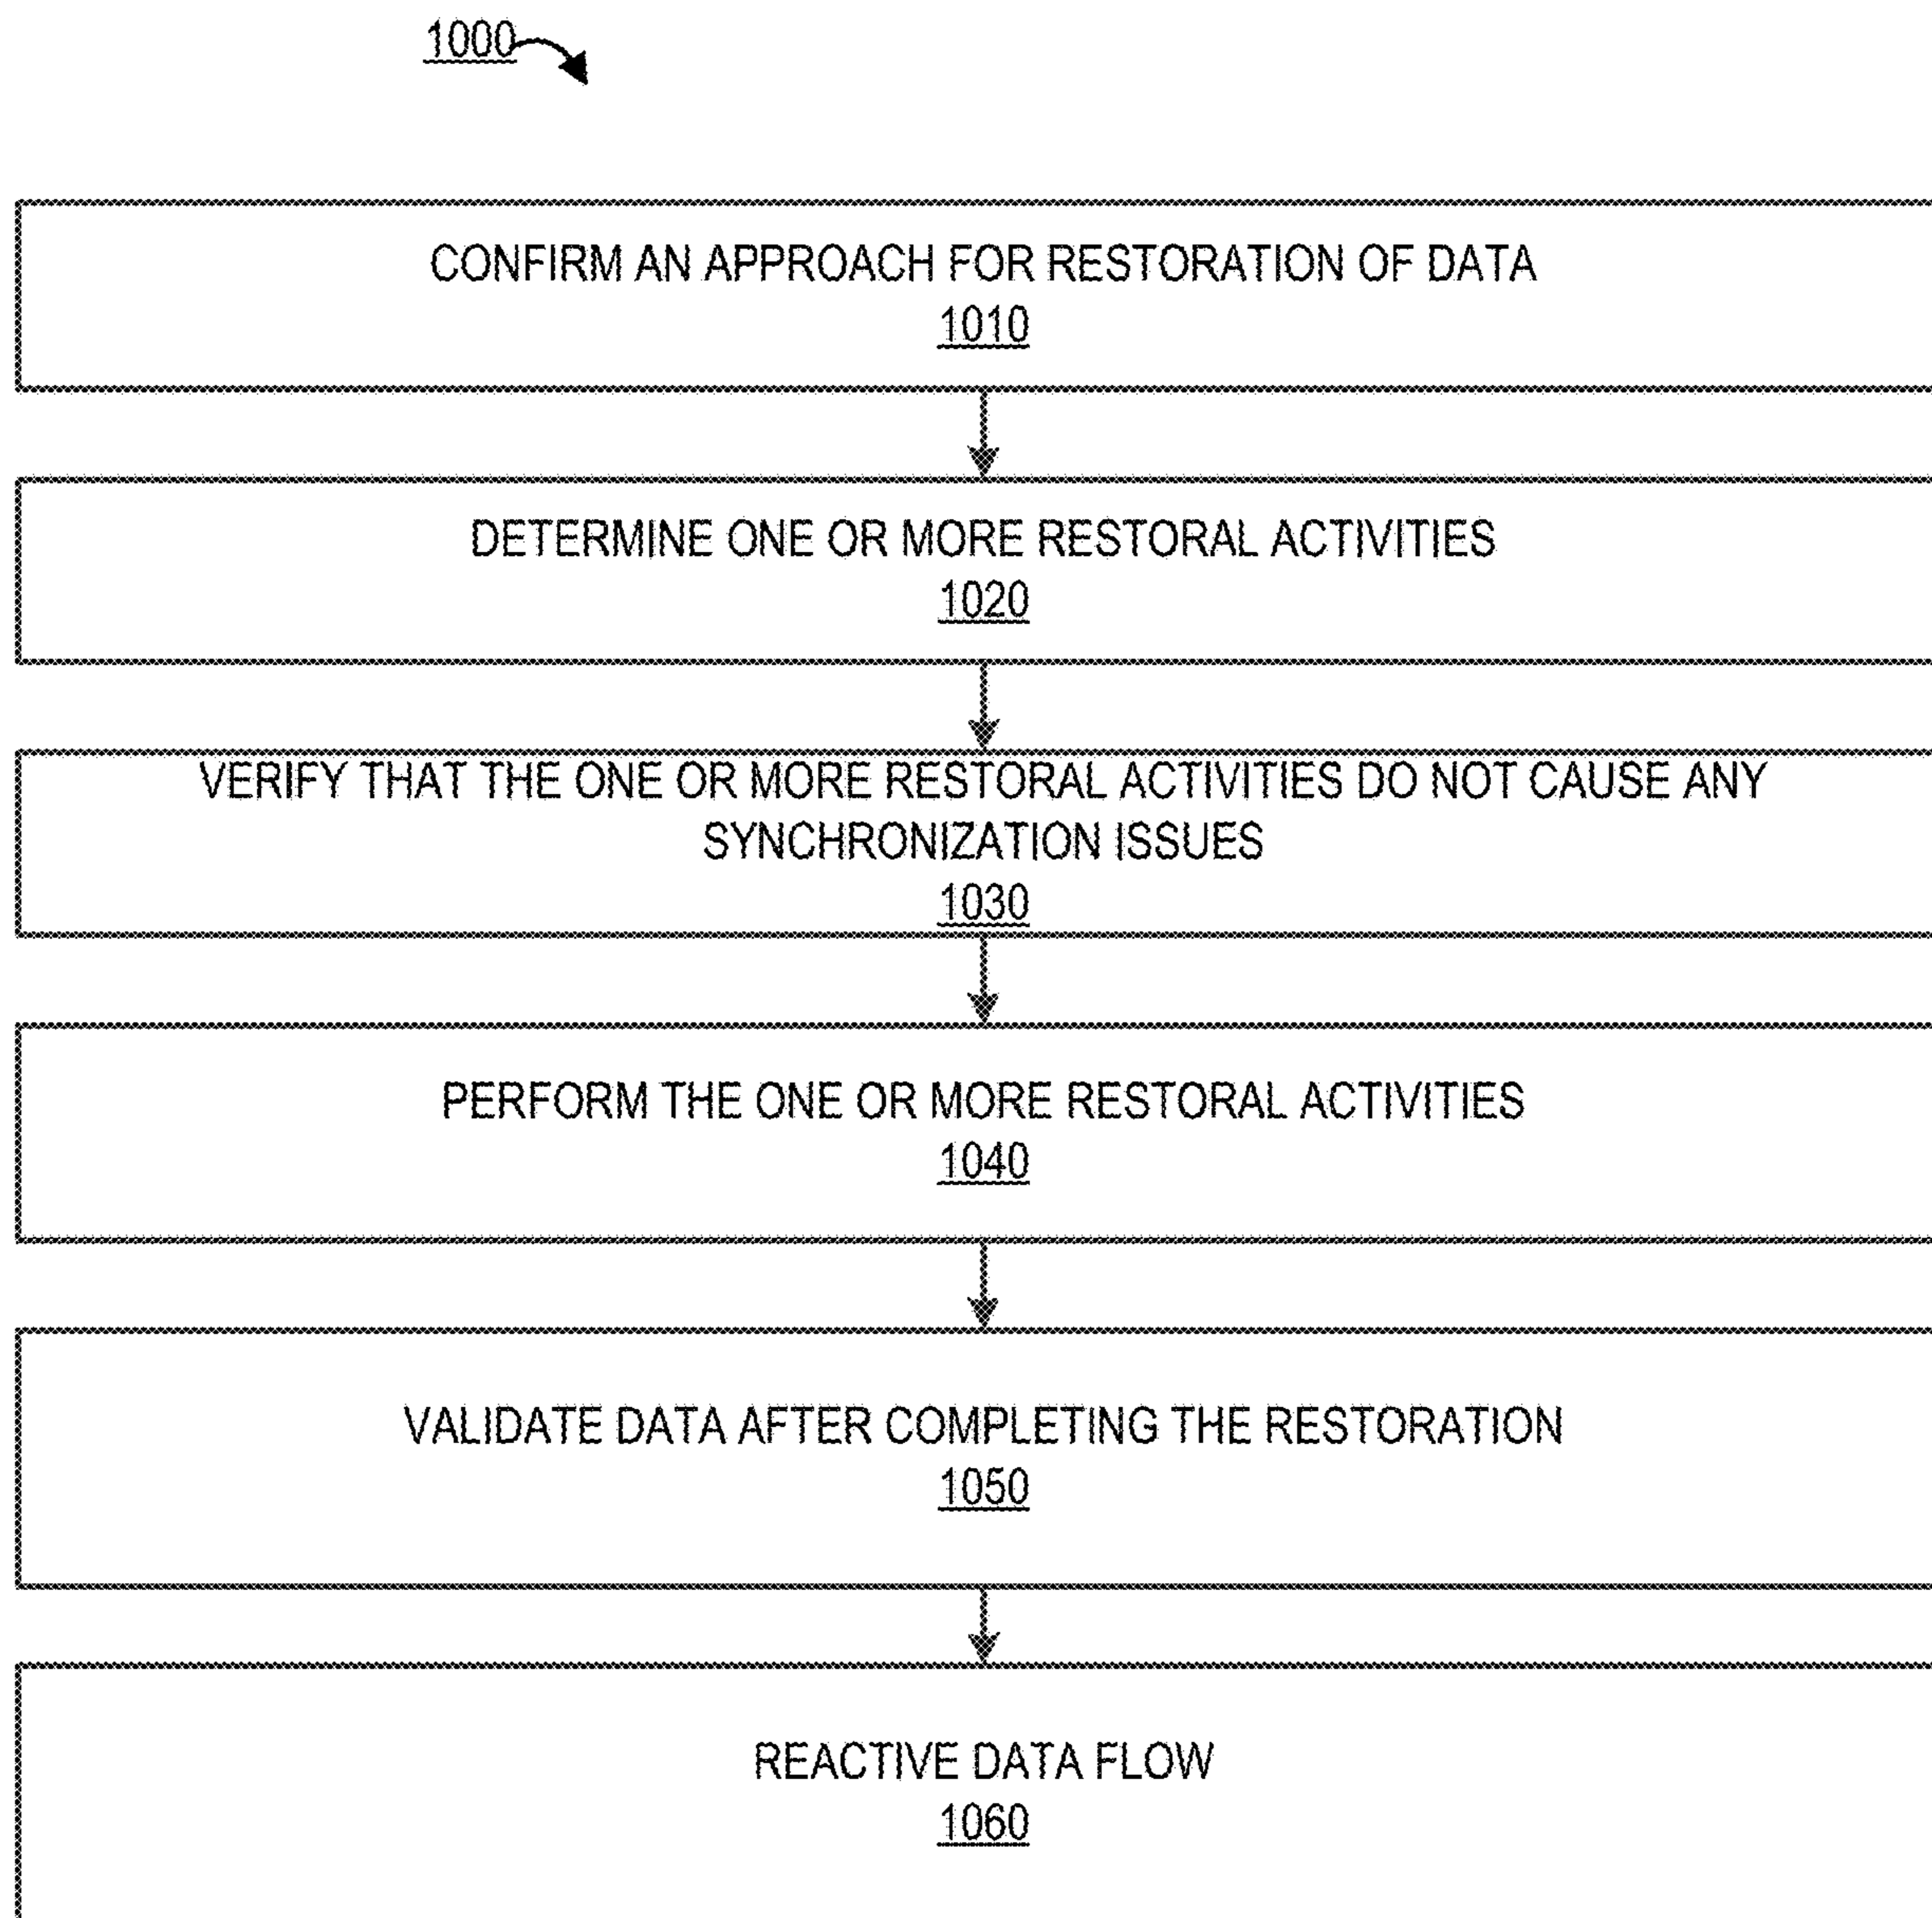 1000
CONFIRM AN APPROACH FOR RESTORATION OF DATA
1010
DETERMINE ONE OR MORE RESTORAL ACTIVITIES
1020
VERIFY THAT THE ONE OR MORE RESTORAL ACTIVITIES DO NOT CAUSE ANY
SYNCHRONIZATION ISSUES
1030
PERFORM THE ONE OR MORE RESTORAL ACTIVITIES
1040
VALIDATE DATA AFTER COMPLETING THE RESTORATION
1050
REACTIVE DATA FLOW
1060